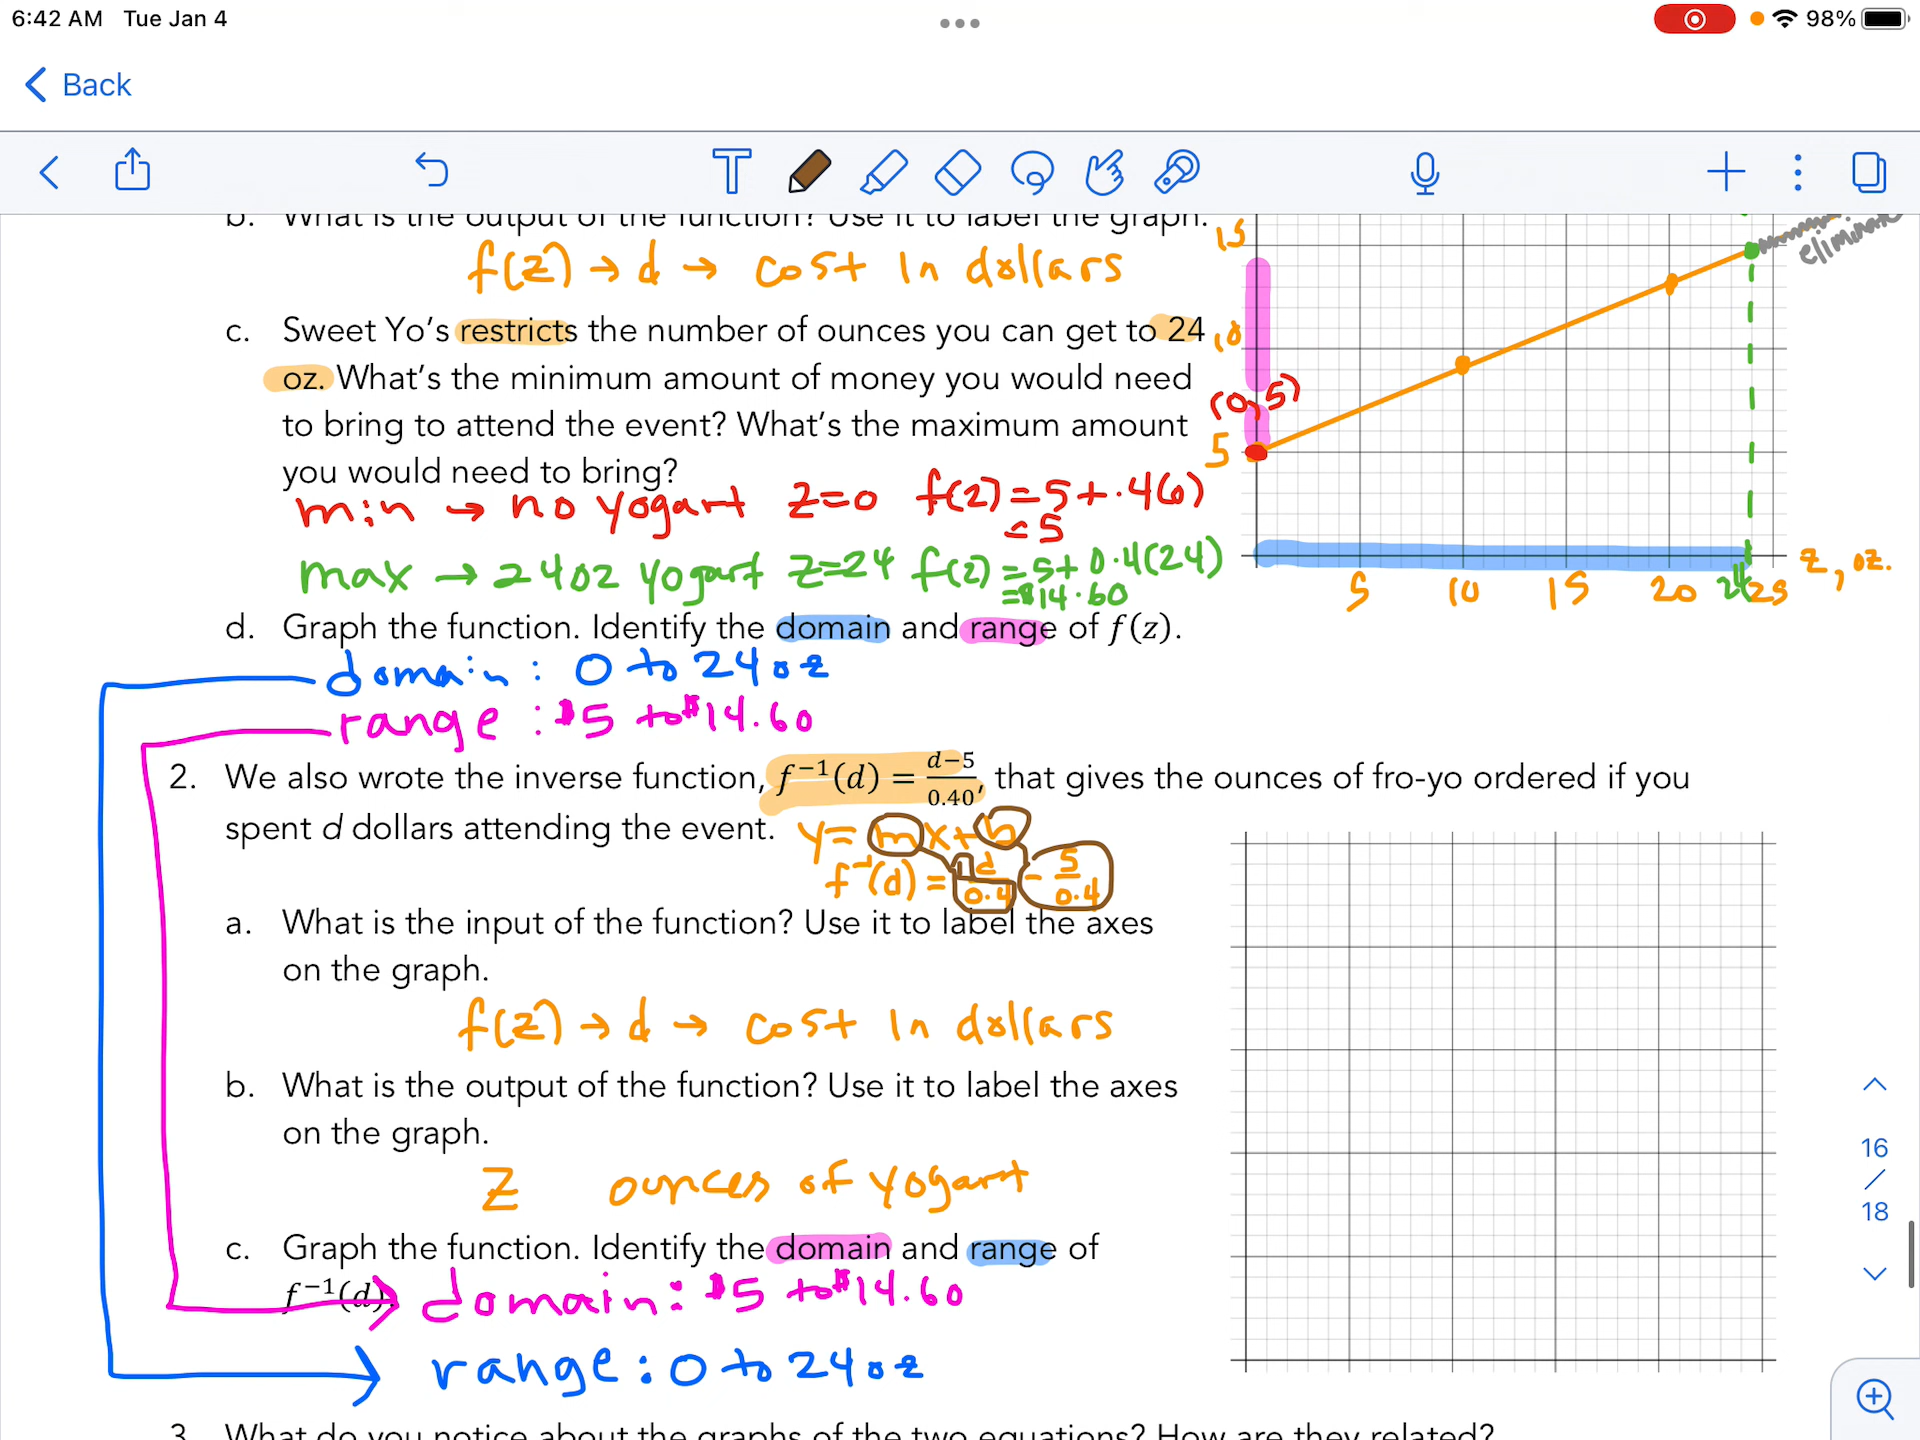 6:42 AM Tue Jan 4
98%
Back
b. What is the output of the function? Use it to label the graph.
f(z) → d → cost in dollars
c. Sweet Yo's restricts the number of ounces you can get to 24
oz. What's the minimum amount of money you would need
to bring to attend the event? What's the maximum amount
you would need to bring?
min → no yogart z=0 f(z) = 5+.4(0)
= 5
max → 24oz yogart z=24 f(z) = 5+0.4(24)
=$14.60
15
10
(0,5)
5
5 10 15 20 24 25 z, oz.
d. Graph the function. Identify the domain and range of f(z).
domain: 0 to 24 oz
range: $5 to $14.60
2. We also wrote the inverse function, f⁻¹(d) = (d−5)/0.40, that gives the ounces of fro-yo ordered if you
spent d dollars attending the event.
y = mx+b
f⁻¹(d) = 1d/0.4 - 5/0.4
a. What is the input of the function? Use it to label the axes
on the graph.
f(z) → d → cost in dollars
b. What is the output of the function? Use it to label the axes
on the graph.
z ounces of yogart
c. Graph the function. Identify the domain and range of
f⁻¹(d).
domain: $5 to $14.60
range: 0 to 24 oz
16
/
18
3. What do you notice about the graphs of the two equations? How are they related?